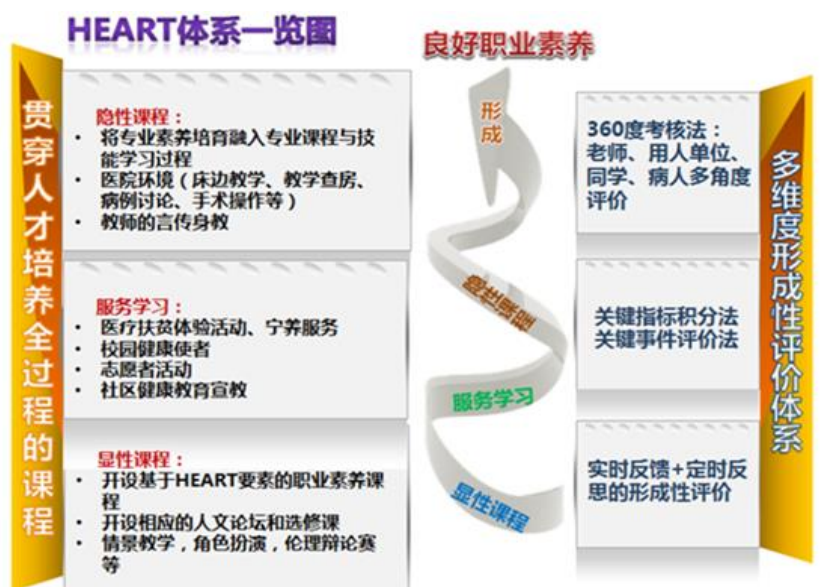 HEART体系一览图
贯穿人才培养全过程的课程
隐性课程：
• 将专业素养培育融入专业课程与技
能学习过程
• 医院环境（床边教学、教学查房、
病例讨论、手术操作等）
• 教师的言传身教
服务学习：
• 医疗扶贫体验活动、宁养服务
• 校园健康使者
• 志愿者活动
• 社区健康教育宣教
显性课程：
• 开设基于HEART要素的职业素养课
程
• 开设相应的人文论坛和选修课
• 情景教学，角色扮演，伦理辩论赛
等
良好职业素养
形成
服务学习
显性课程
360度考核法：
老师、用人单位、
同学、病人多角度
评价
关键指标积分法
关键事件评价法
实时反馈+定时反
思的形成性评价
多维度形成性评价体系